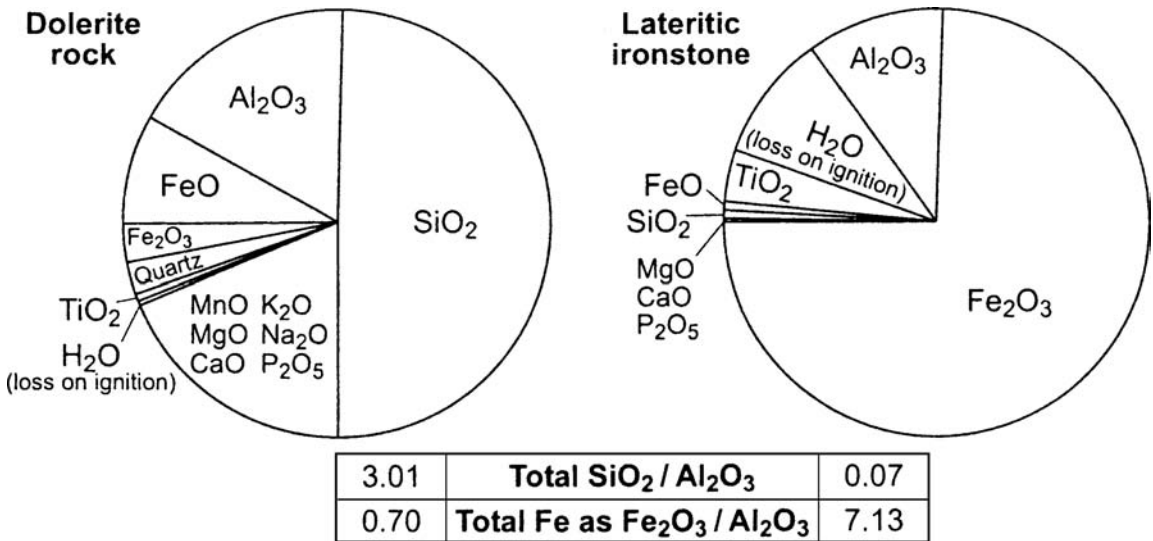 Dolerite
rock
Al₂O₃
FeO
Fe₂O₃
Quartz
TiO₂
H₂O
(loss on ignition)
MnO K₂O
MgO Na₂O
CaO P₂O₅
SiO₂
Lateritic
ironstone
Al₂O₃
H₂O
(loss on ignition)
TiO₂
FeO
SiO₂
MgO
CaO
P₂O₅
Fe₂O₃
3.01 Total SiO₂ / Al₂O₃ 0.07
0.70 Total Fe as Fe₂O₃ / Al₂O₃ 7.13